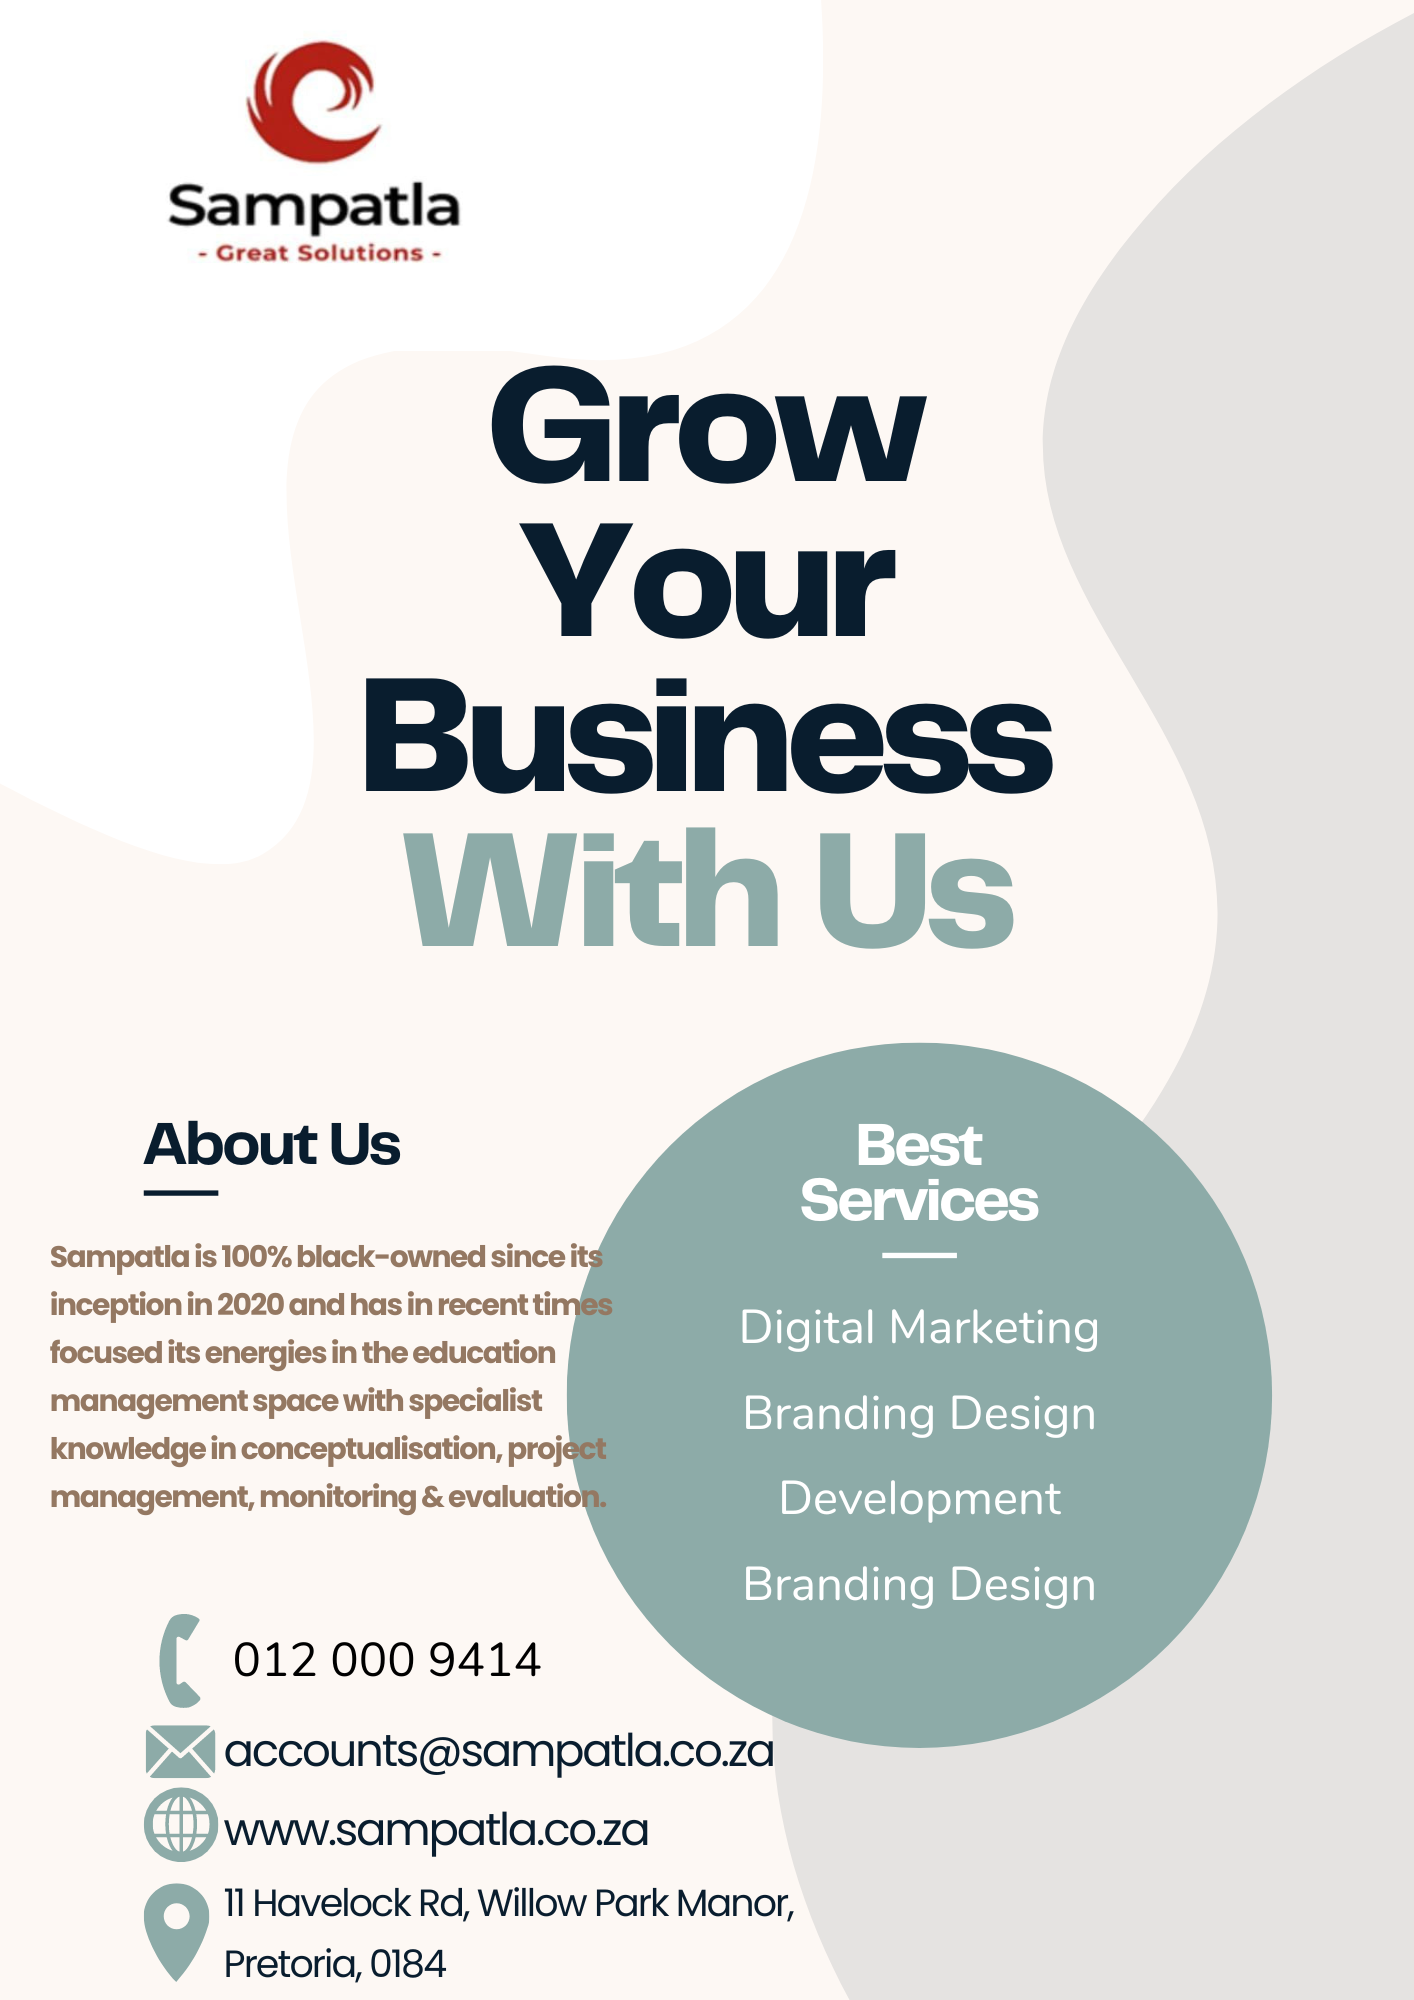 Sampatla
- Great Solutions -
Grow
Your
Business
With Us
About Us
Sampatla is 100% black-owned since its
inception in 2020 and has in recent times
focused its energies in the education
management space with specialist
knowledge in conceptualisation, project
management, monitoring & evaluation.
Best
Services
Digital Marketing
Branding Design
Development
Branding Design
012 000 9414
accounts@sampatla.co.za
www.sampatla.co.za
11 Havelock Rd, Willow Park Manor,
Pretoria, 0184